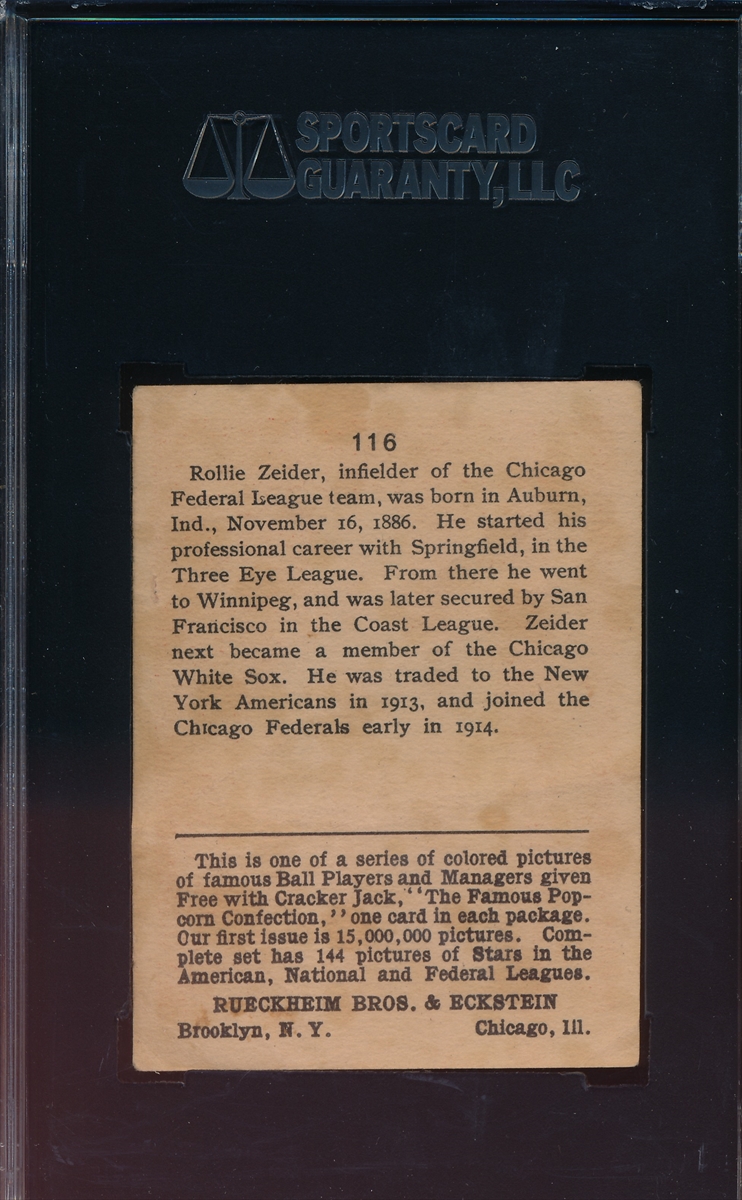 SPORTSCARD
GUARANTY, LLC
116
Rollie Zeider, infielder of the Chicago
Federal League team, was born in Auburn,
Ind., November 16, 1886. He started his
professional career with Springfield, in the
Three Eye League. From there he went
to Winnipeg, and was later secured by San
Francisco in the Coast League. Zeider
next became a member of the Chicago
White Sox. He was traded to the New
York Americans in 1913, and joined the
Chicago Federals early in 1914.
This is one of a series of colored pictures
of famous Ball Players and Managers given
Free with Cracker Jack, "The Famous Pop-
corn Confection," one card in each package.
Our first issue is 15,000,000 pictures. Com-
plete set has 144 pictures of Stars in the
American, National and Federal Leagues.
RUECKHEIM BROS. & ECKSTEIN
Brooklyn, N. Y. Chicago, Ill.